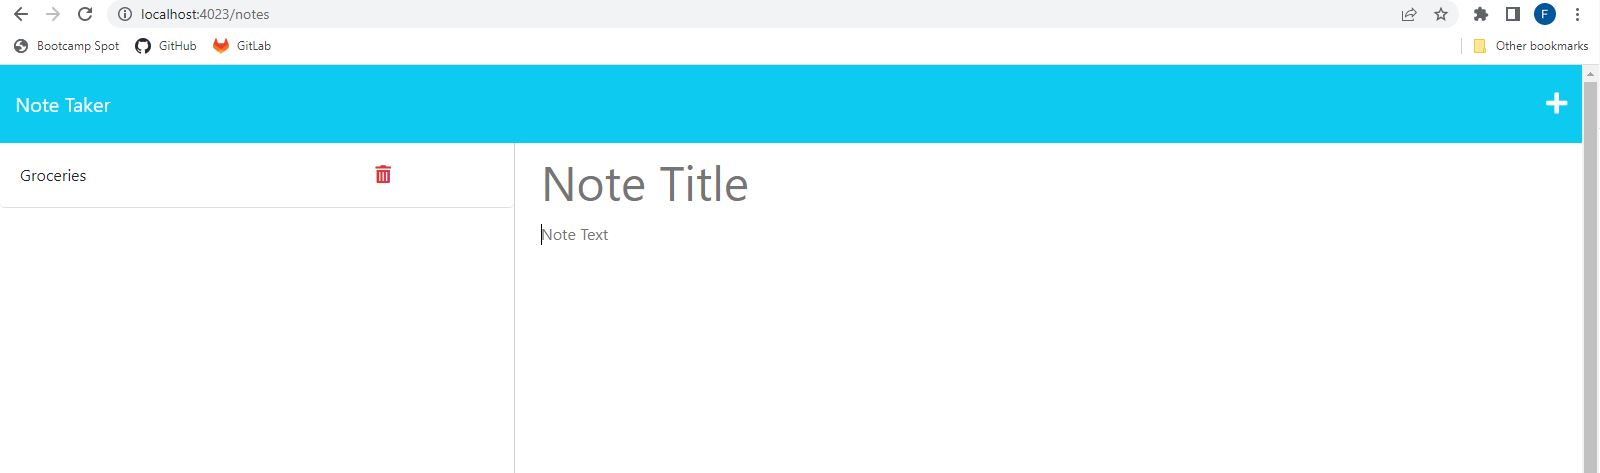 localhost:4023/notes
F
Bootcamp Spot GitHub GitLab Other bookmarks
Note Taker
Groceries
Note Title
Note Text